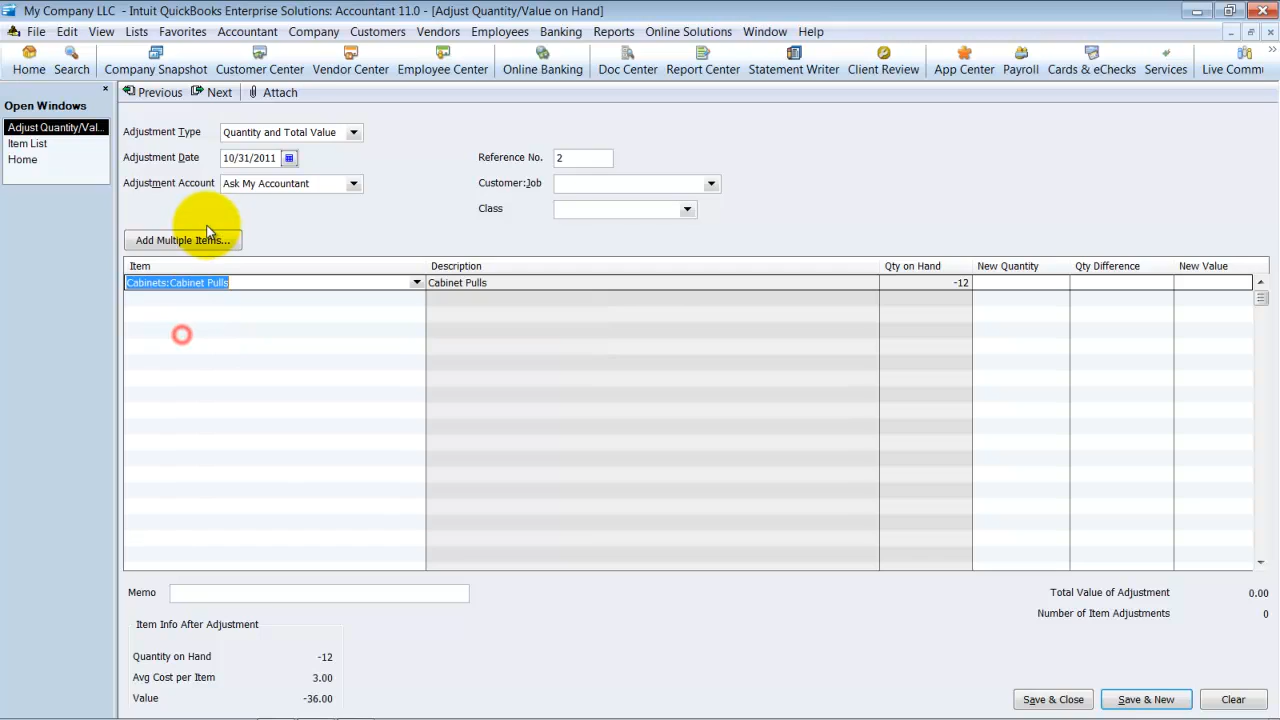 My Company LLC - Intuit QuickBooks Enterprise Solutions: Accountant 11.0 - [Adjust Quantity/Value on Hand]
File Edit View Lists Favorites Accountant Company Customers Vendors Employees Banking Reports Online Solutions Window Help
Home Search Company Snapshot Customer Center Vendor Center Employee Center Online Banking Doc Center Report Center Statement Writer Client Review App Center Payroll Cards & eChecks Services Live Commu
Open Windows
Adjust Quantity/Val...
Item List
Home
Previous Next Attach
Adjustment Type Quantity and Total Value
Adjustment Date 10/31/2011 Reference No. 2
Adjustment Account Ask My Accountant Customer:Job
Class
Add Multiple Items...
Item Description Qty on Hand New Quantity Qty Difference New Value
Cabinets:Cabinet Pulls Cabinet Pulls -12
Memo Total Value of Adjustment 0.00
Number of Item Adjustments 0
Item Info After Adjustment
Quantity on Hand -12
Avg Cost per Item 3.00
Value -36.00
Save & Close Save & New Clear